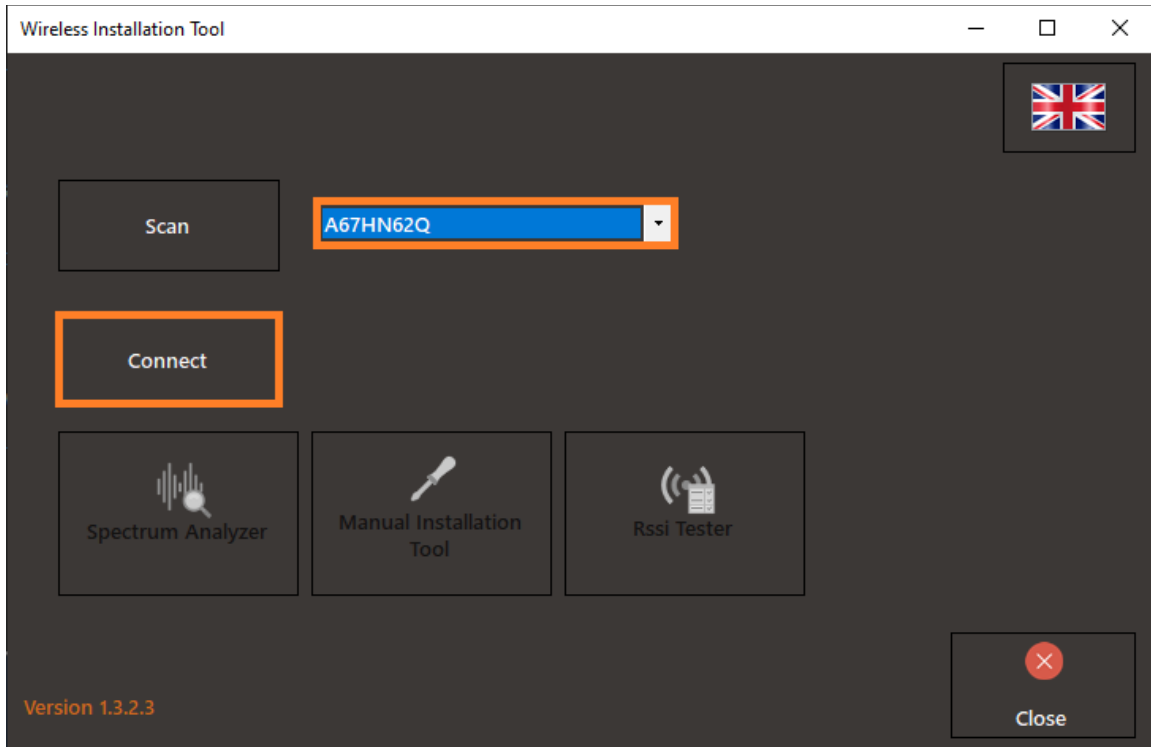 Wireless Installation Tool
Scan
A67HN62Q
Connect
Spectrum Analyzer
Manual Installation
Tool
Rssi Tester
Version 1.3.2.3
Close